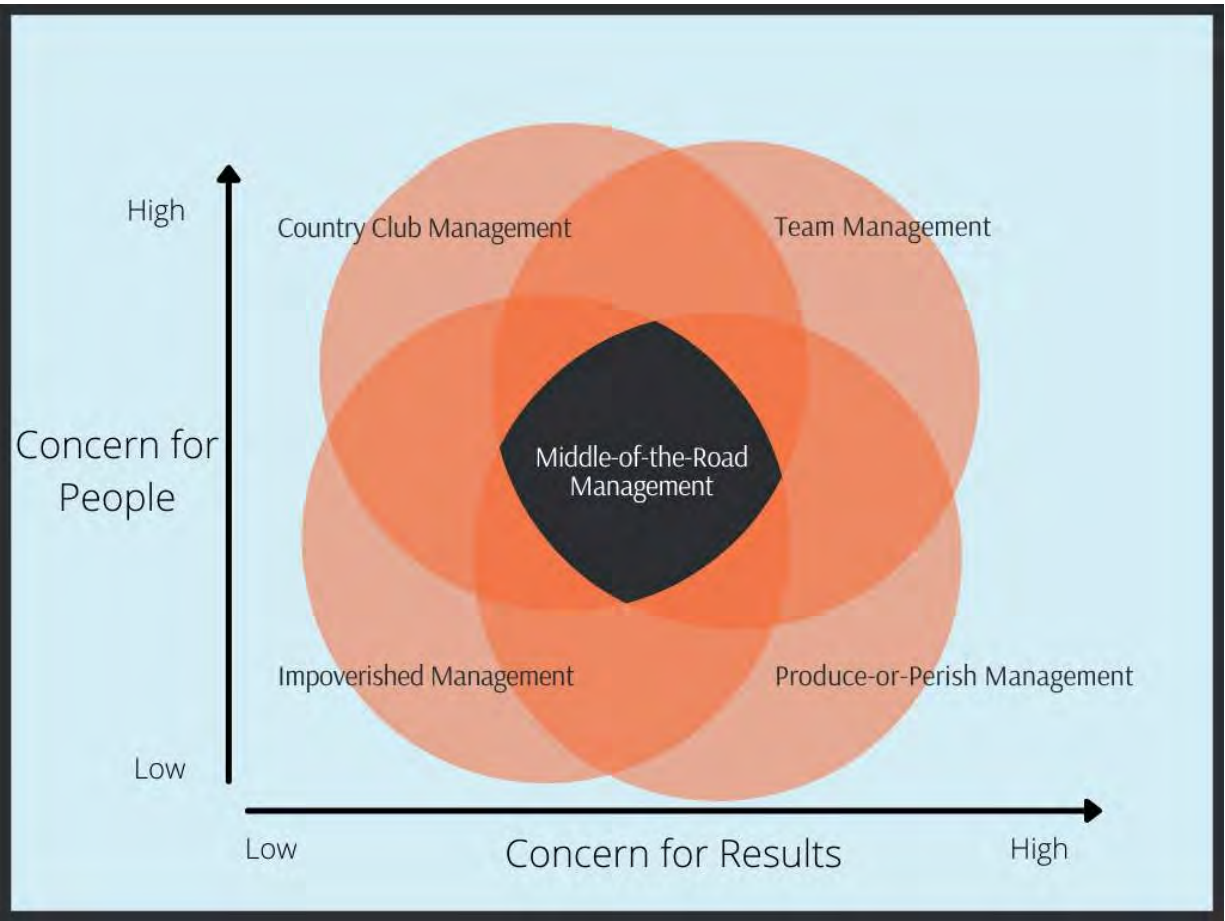 High
Country Club Management
Team Management
Concern for
People
Middle-of-the-Road
Management
Impoverished Management
Produce-or-Perish Management
Low
Low
Concern for Results
High